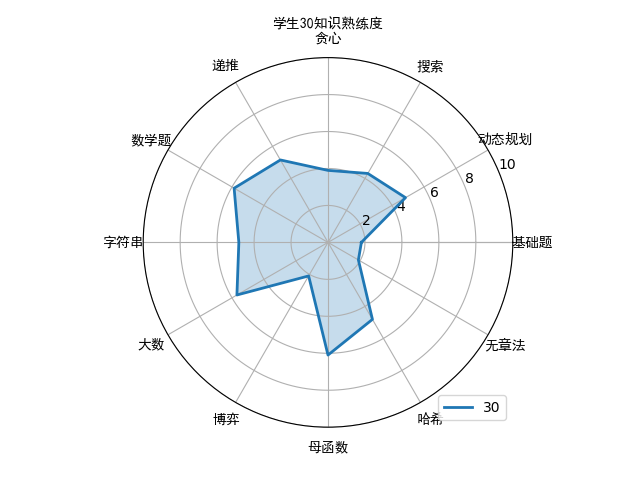 学生30知识熟练度
贪心
递推
搜索
数学题
动态规划
10
8
6
4
2
字符串
基础题
大数
无章法
博弈
哈希
30
母函数